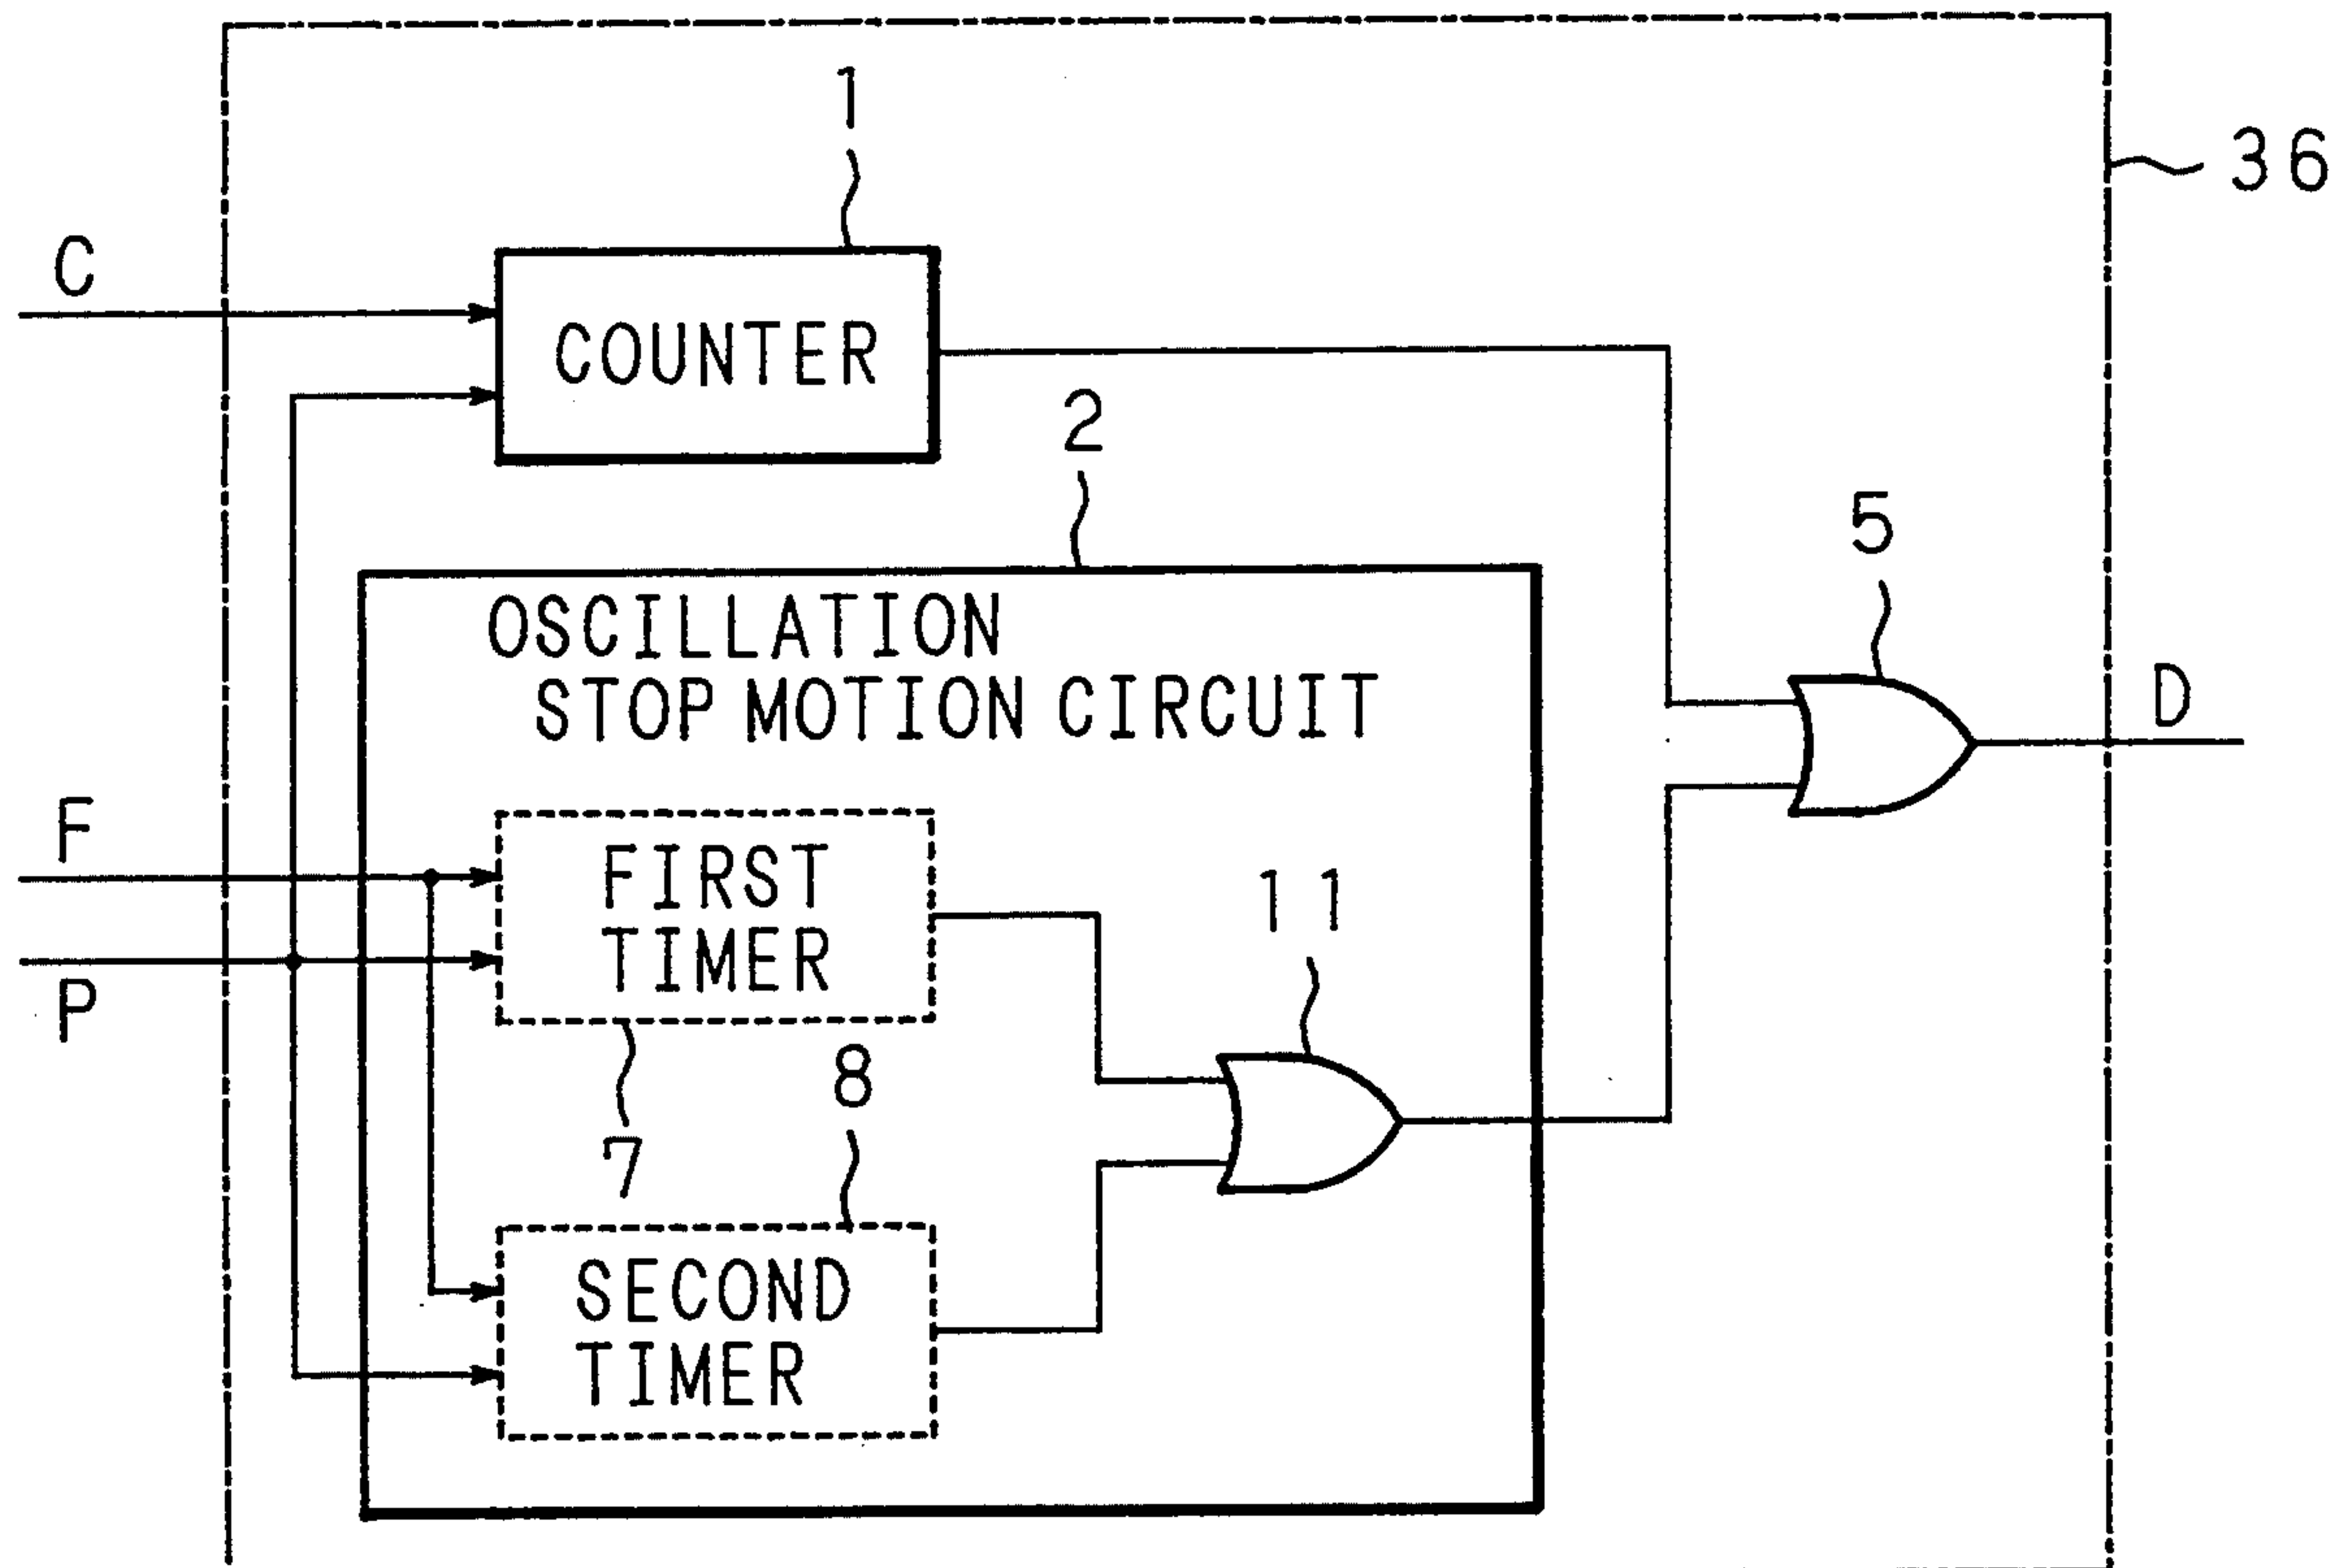 1
36
C
COUNTER
2
5
OSCILLATION
STOP MOTION CIRCUIT
D
F
FIRST
TIMER
11
P
7
8
SECOND
TIMER